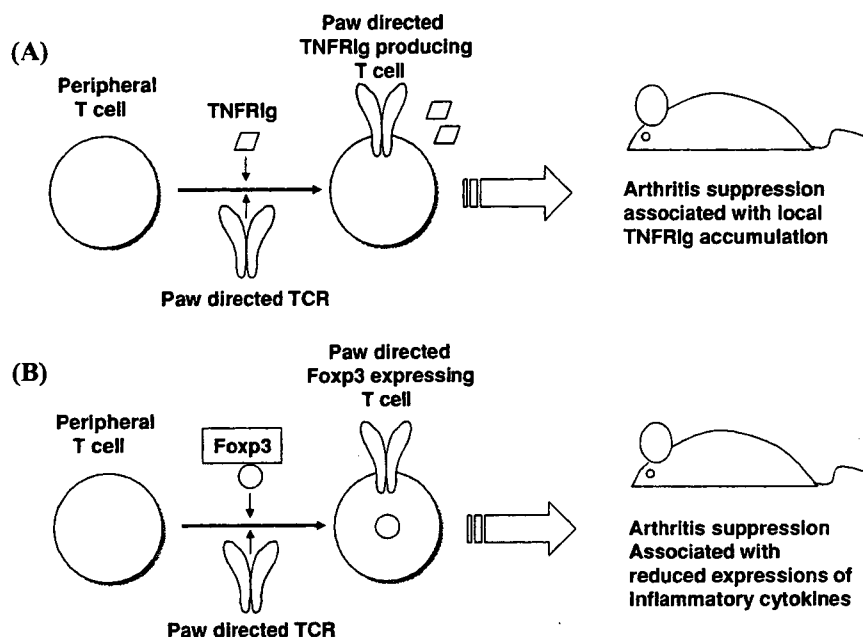 (A)
Peripheral
T cell
TNFRIg
Paw directed TCR
Paw directed
TNFRIg producing
T cell
Arthritis suppression
associated with local
TNFRIg accumulation
(B)
Peripheral
T cell
Foxp3
Paw directed TCR
Paw directed
Foxp3 expressing
T cell
Arthritis suppression
Associated with
reduced expressions of
Inflammatory cytokines